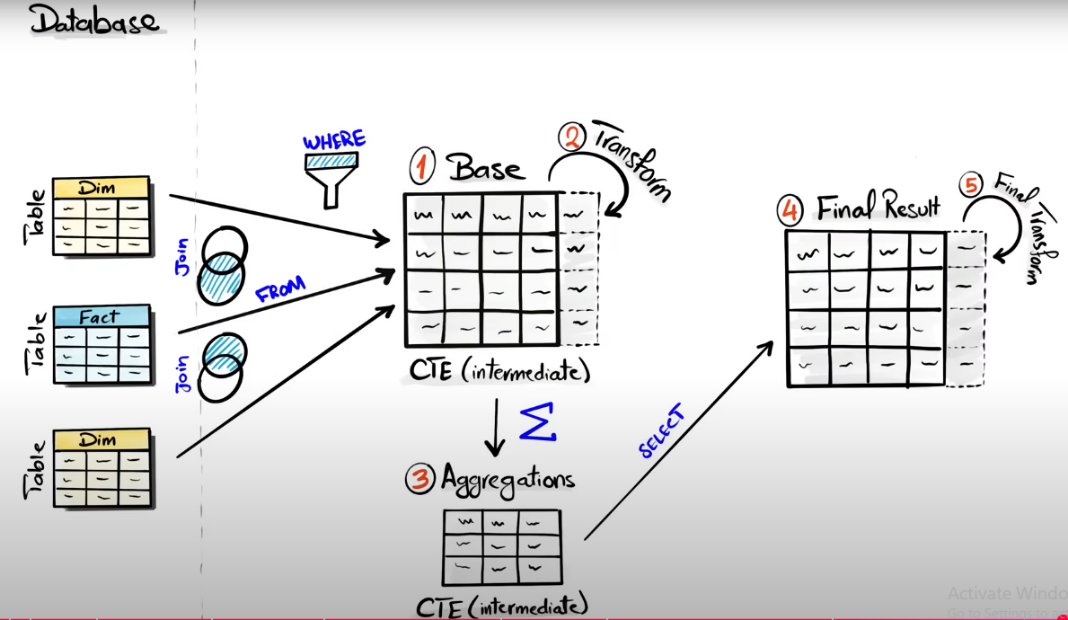 Database
WHERE
① Base
② Transform
Table
Dim
Join
FROM
Table
Fact
Join
Table
Dim
CTE (intermediate)
Σ
③ Aggregations
CTE (intermediate)
SELECT
④ Final Result
⑤ Final Transform
Activate Windo
Go to Settings to a